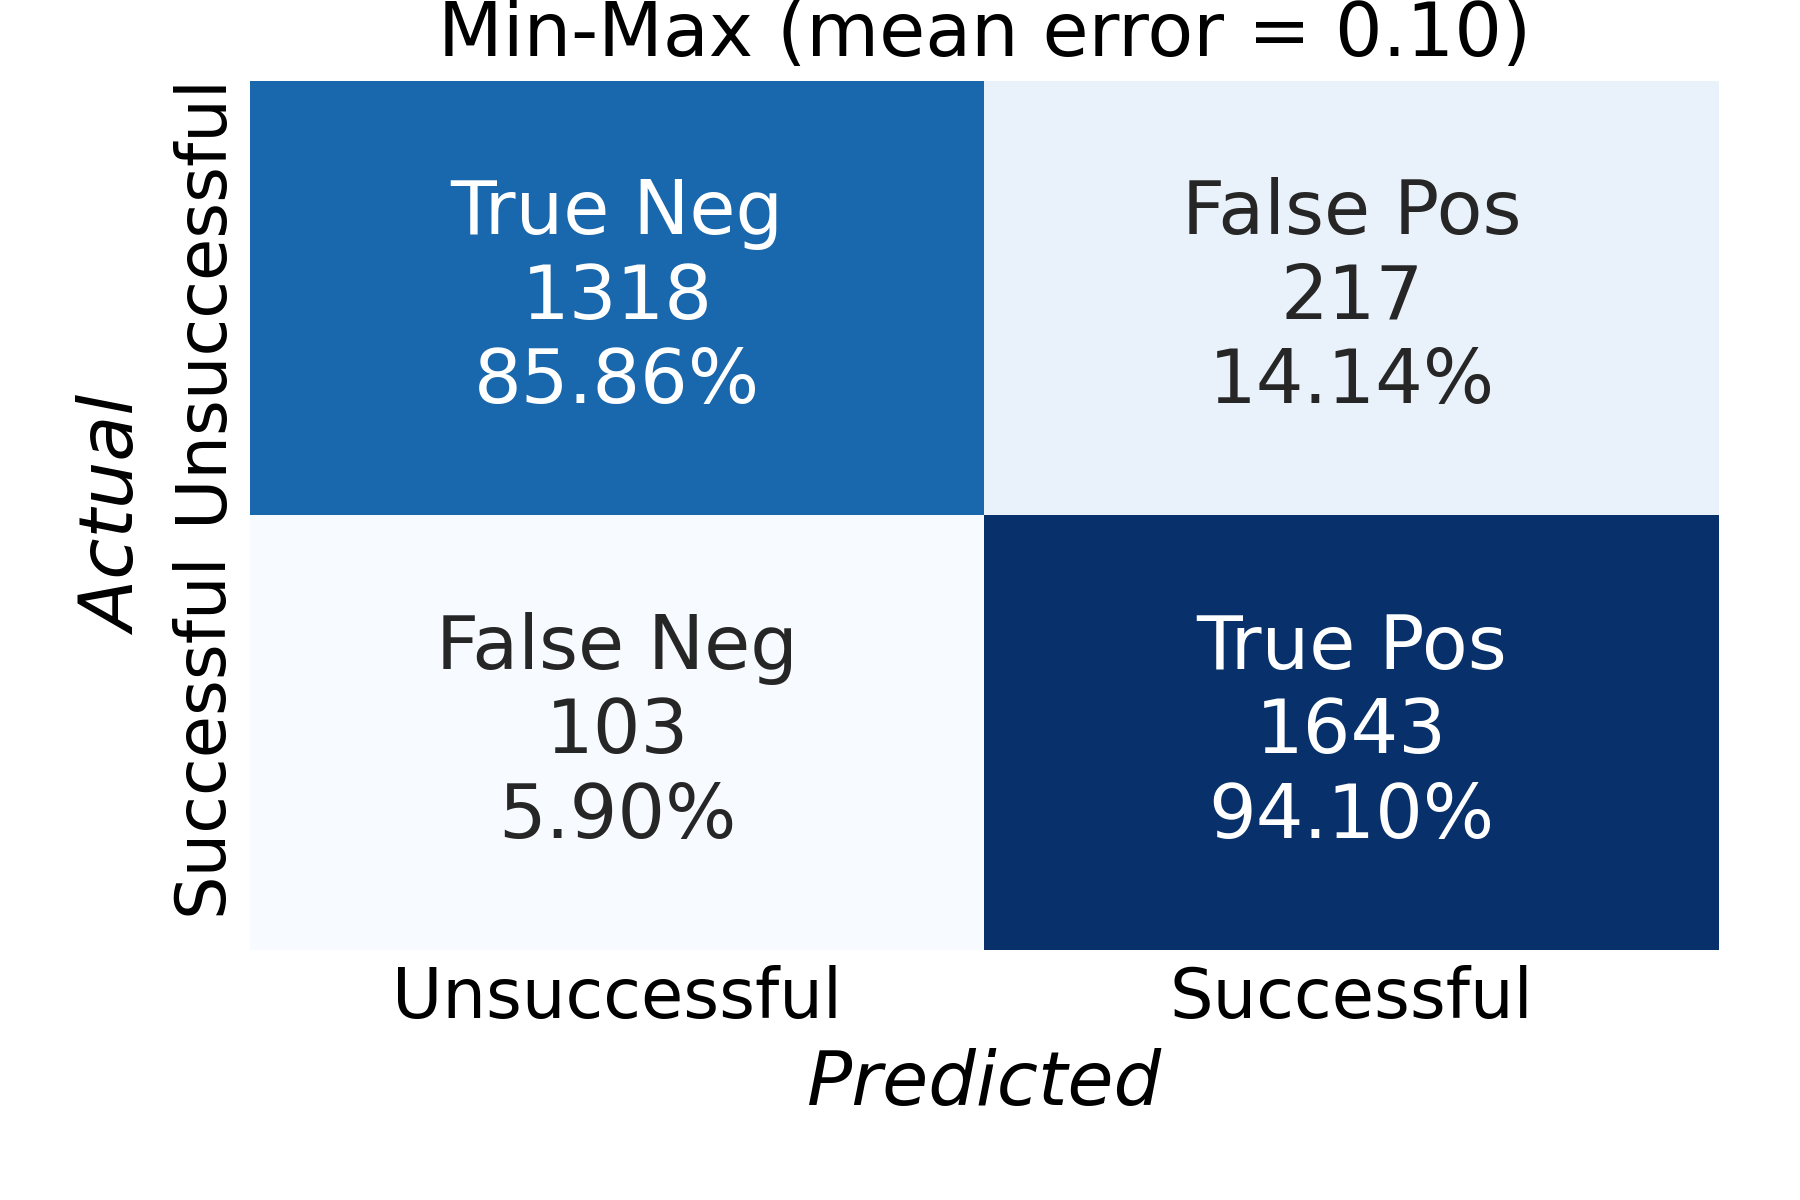 Min-Max (mean error = 0.10)
Actual
Unsuccessful
Successful
True Neg
1318
85.86%
False Pos
217
14.14%
False Neg
103
5.90%
True Pos
1643
94.10%
Unsuccessful
Successful
Predicted